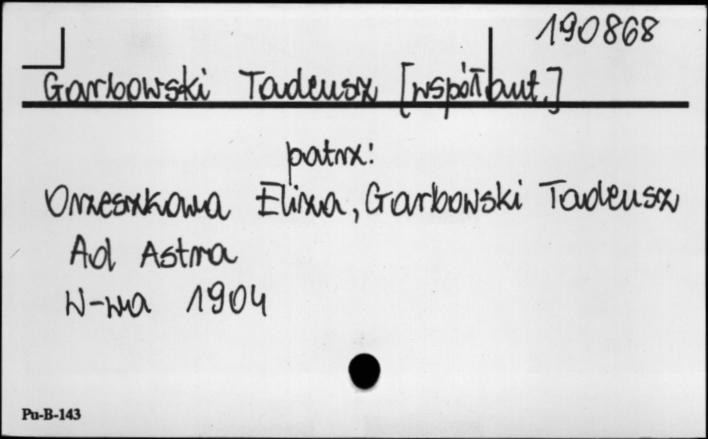 190868
Garbowski Tadeusz [współaut.]
patrz:
Orzeszkowa Eliza, Garbowski Tadeusz
Ad Astra
W-wa 1904
Pu-B-143